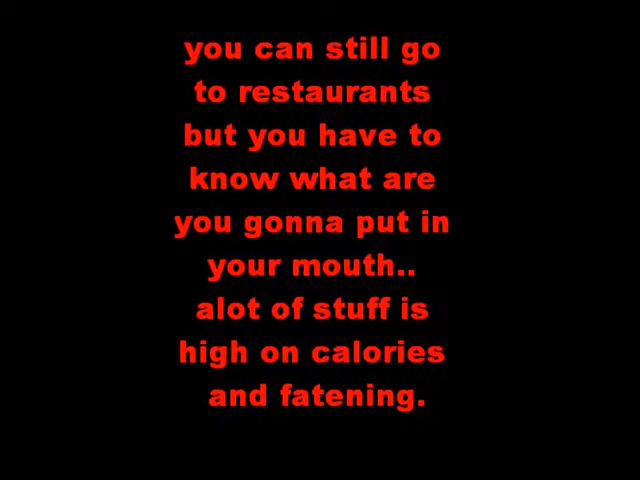 you can still go
to restaurants
but you have to
know what are
you gonna put in
your mouth..
alot of stuff is
high on calories
and fatening.